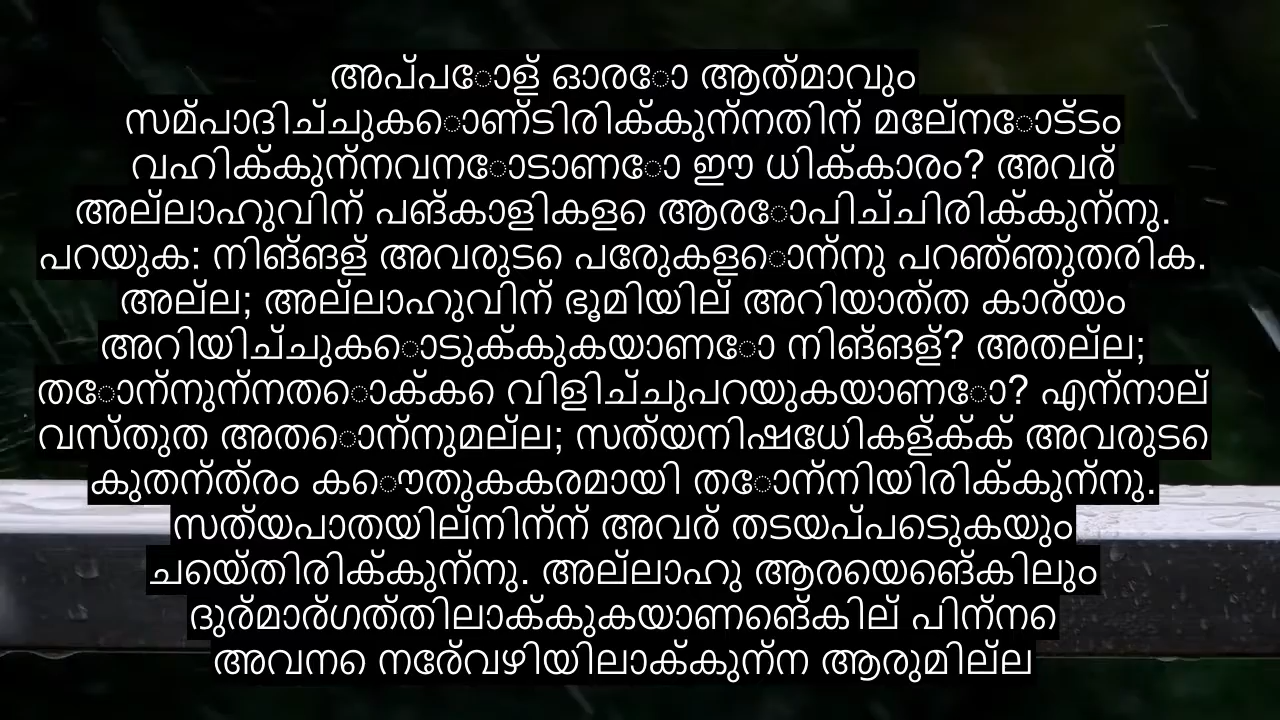 അപ്പോള് ഓരോ ആത്മാവും
സമ്പാദിച്ചുകൊണ്ടിരിക്കുന്നതിന് മേല്നോട്ടം
വഹിക്കുന്നവനോടാണോ ഈ ധിക്കാരം? അവര്
അല്ലാഹുവിന് പങ്കാളികളെ ആരോപിച്ചിരിക്കുന്നു.
പറയുക: നിങ്ങള് അവരുടെ പേരുകളൊന്നു പറഞ്ഞുതരിക.
അല്ല; അല്ലാഹുവിന് ഭൂമിയില് അറിയാത്ത കാര്യം
അറിയിച്ചുകൊടുക്കുകയാണോ നിങ്ങള്? അതല്ല;
തോന്നുന്നതൊക്കെ വിളിച്ചുപറയുകയാണോ? എന്നാല്
വസ്തുത അതൊന്നുമല്ല; സത്യനിഷേധികള്ക്ക് അവരുടെ
കുതന്ത്രം കൌതുകകരമായി തോന്നിയിരിക്കുന്നു.
സത്യപാതയില്നിന്ന് അവര് തടയപ്പെടുകയും
ചെയ്തിരിക്കുന്നു. അല്ലാഹു ആരെയെങ്കിലും
ദുര്മാര്ഗത്തിലാക്കുകയാണെങ്കില് പിന്നെ
അവനെ നേര്വഴിയിലാക്കുന്ന ആരുമില്ല